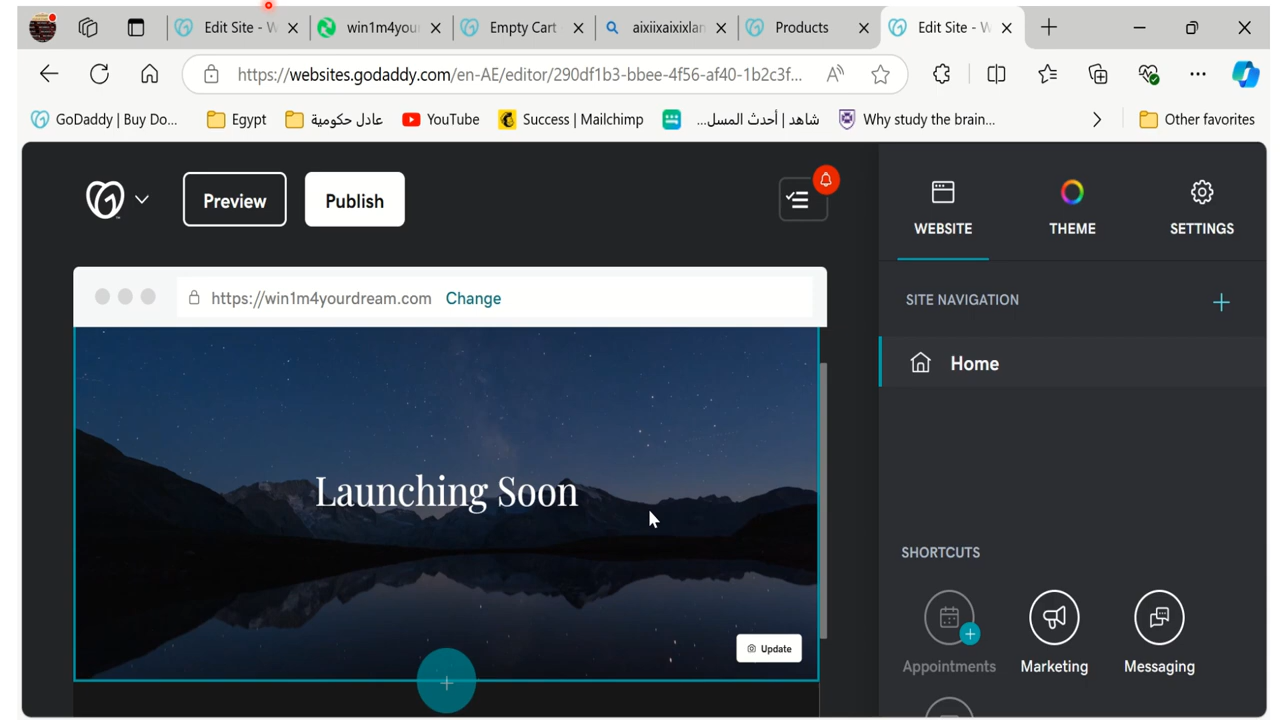 Edit Site - W
win1m4your
Empty Cart -
aixiixaixixlan
Products
Edit Site - W
https://websites.godaddy.com/en-AE/editor/290df1b3-bbee-4f56-af40-1b2c3f...
GoDaddy | Buy Do...
Egypt
عادل حكومية
YouTube
Success | Mailchimp
شاهد | أحدث المسل...
Why study the brain...
Other favorites
Preview
Publish
WEBSITE
THEME
SETTINGS
https://win1m4yourdream.com
Change
SITE NAVIGATION
Home
Launching Soon
Update
SHORTCUTS
Appointments
Marketing
Messaging